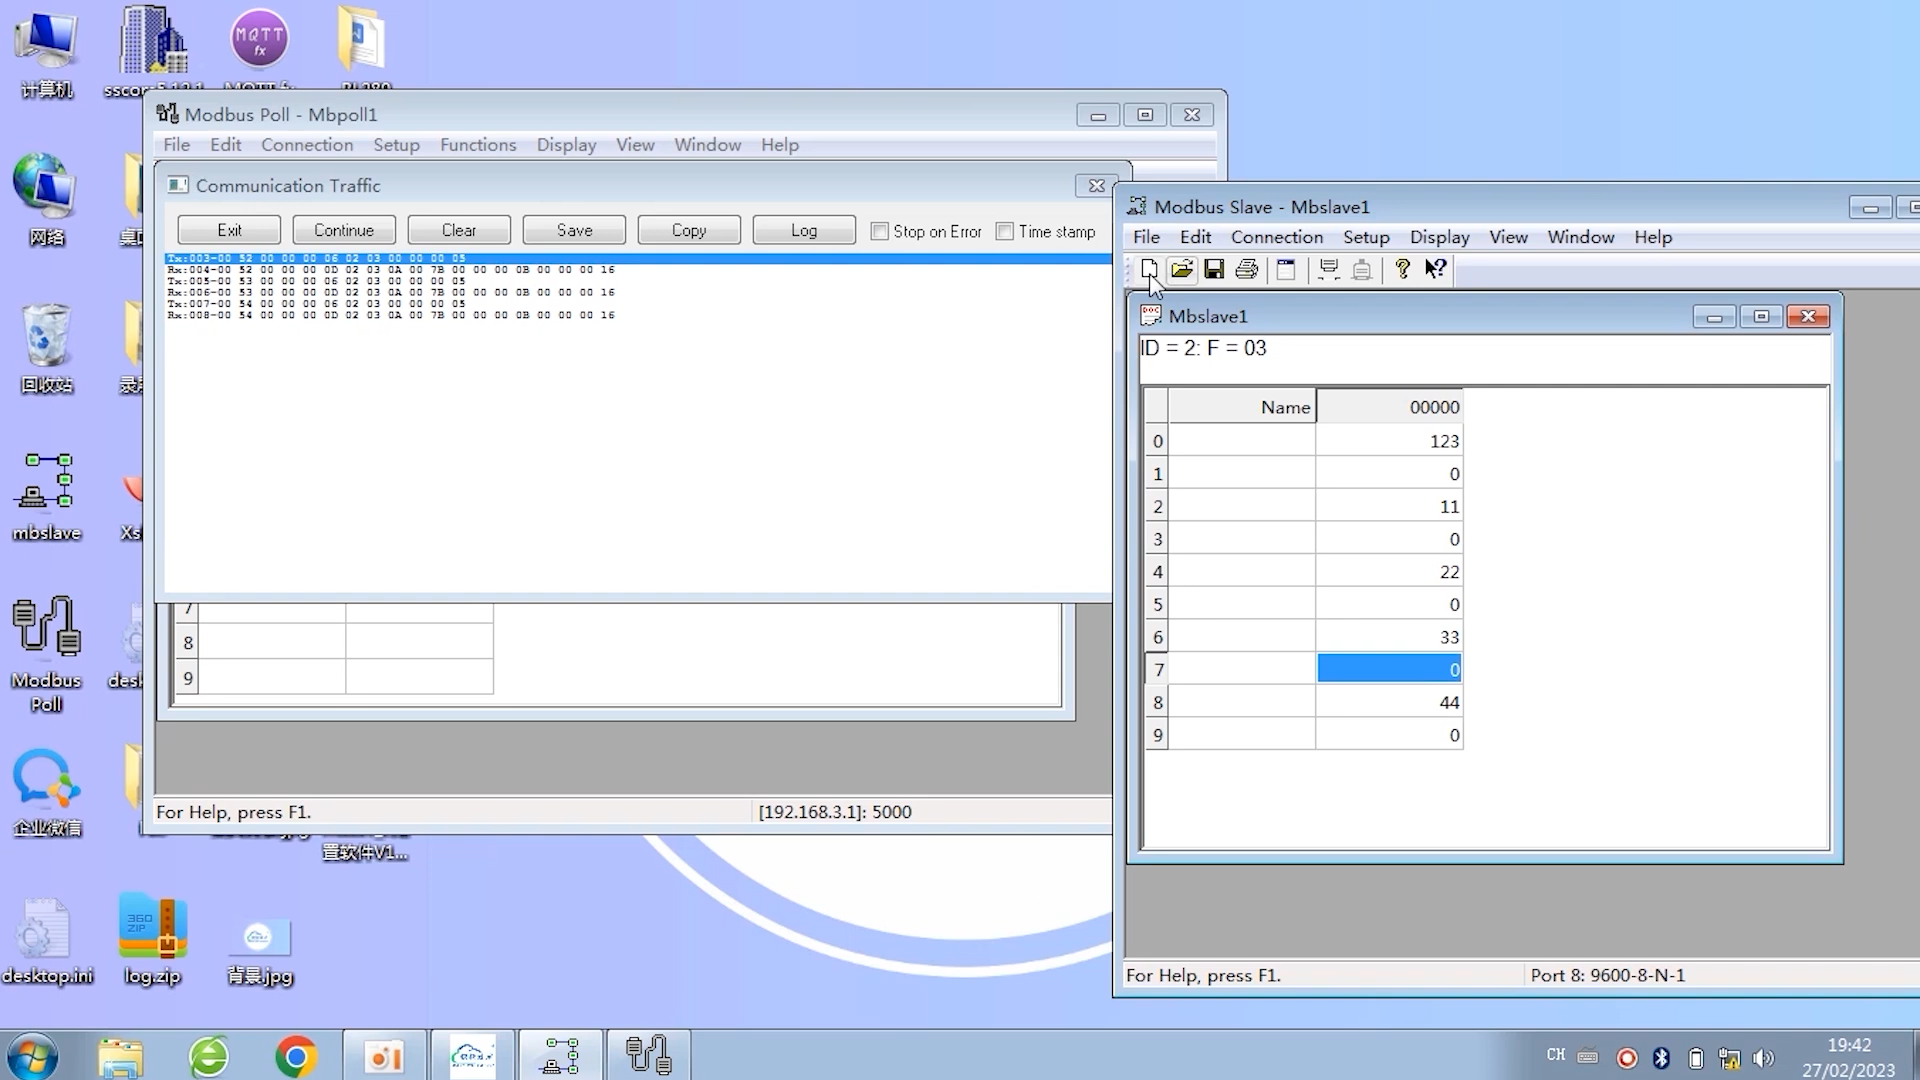 计算机
MQTT
fx
网络
回收站
mbslave
Modbus
Poll
企业微信
置软件V1...
desktop.ini
360
ZIP
log.zip
背景.jpg
Modbus Poll - Mbpoll1
File Edit Connection Setup Functions Display View Window Help
Communication Traffic
Exit Continue Clear Save Copy Log Stop on Error Time stamp
Tx:003-00 52 00 00 00 06 02 03 00 00 00 05
Rx:004-00 52 00 00 00 0D 02 03 0A 00 7B 00 00 00 0B 00 00 00 16
Tx:005-00 53 00 00 00 06 02 03 00 00 00 05
Rx:006-00 53 00 00 00 0D 02 03 0A 00 7B 00 00 00 0B 00 00 00 16
Tx:007-00 54 00 00 00 06 02 03 00 00 00 05
Rx:008-00 54 00 00 00 0D 02 03 0A 00 7B 00 00 00 0B 00 00 00 16
7
8
9
For Help, press F1. [192.168.3.1]: 5000
Modbus Slave - Mbslave1
File Edit Connection Setup Display View Window Help
Mbslave1
ID = 2: F = 03
Name 00000
0 123
1 0
2 11
3 0
4 22
5 0
6 33
7 0
8 44
9 0
For Help, press F1. Port 8: 9600-8-N-1
CH
19:42
27/02/2023